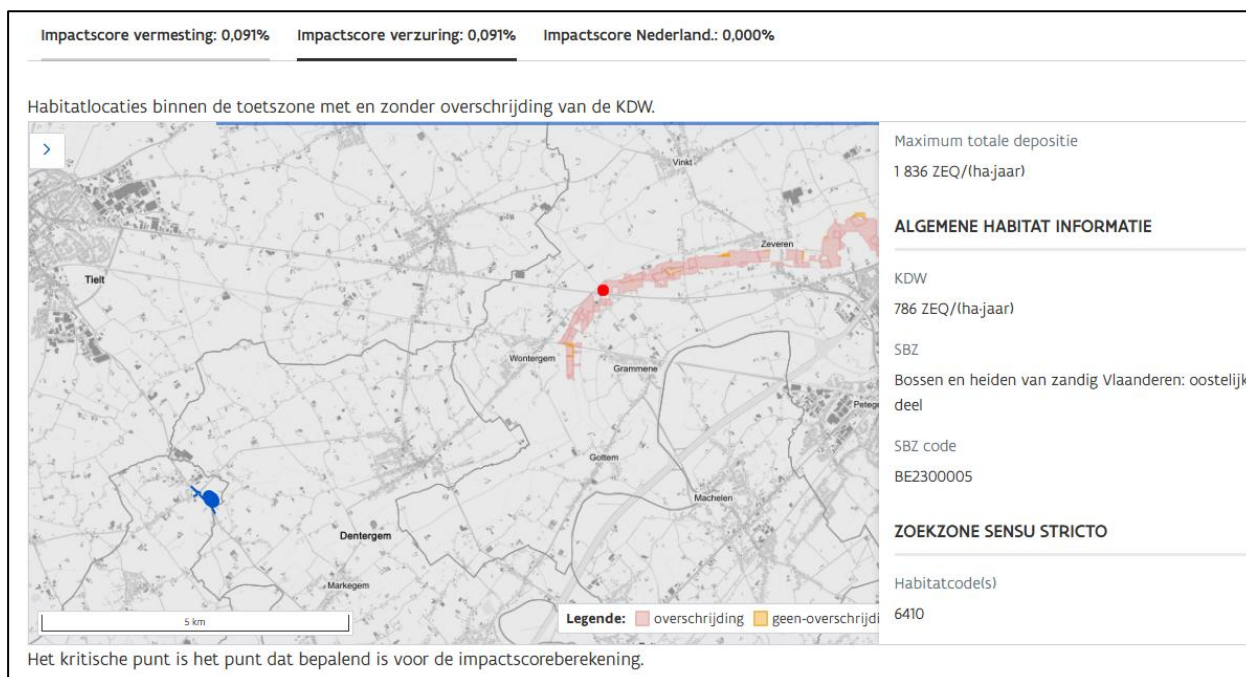 Impactscore vermesting: 0,091% Impactscore verzuring: 0,091% Impactscore Nederland.: 0,000%
Habitatlocaties binnen de toetszone met en zonder overschrijding van de KDW.
Maximum totale depositie
1 836 ZEQ/(ha·jaar)
ALGEMENE HABITAT INFORMATIE
KDW
786 ZEQ/(ha·jaar)
SBZ
Bossen en heiden van zandig Vlaanderen: oostelijk
deel
SBZ code
BE2300005
ZOEKZONE SENSU STRICTO
Habitatcode(s)
6410
Vinkt
Zeveren
Tielt
Wontergem
Grammene
Petege
Gottem
Machelen
Dentergem
Markegem
5 km
Legende: overschrijding geen-overschrijdi
Het kritische punt is het punt dat bepalend is voor de impactscoreberekening.